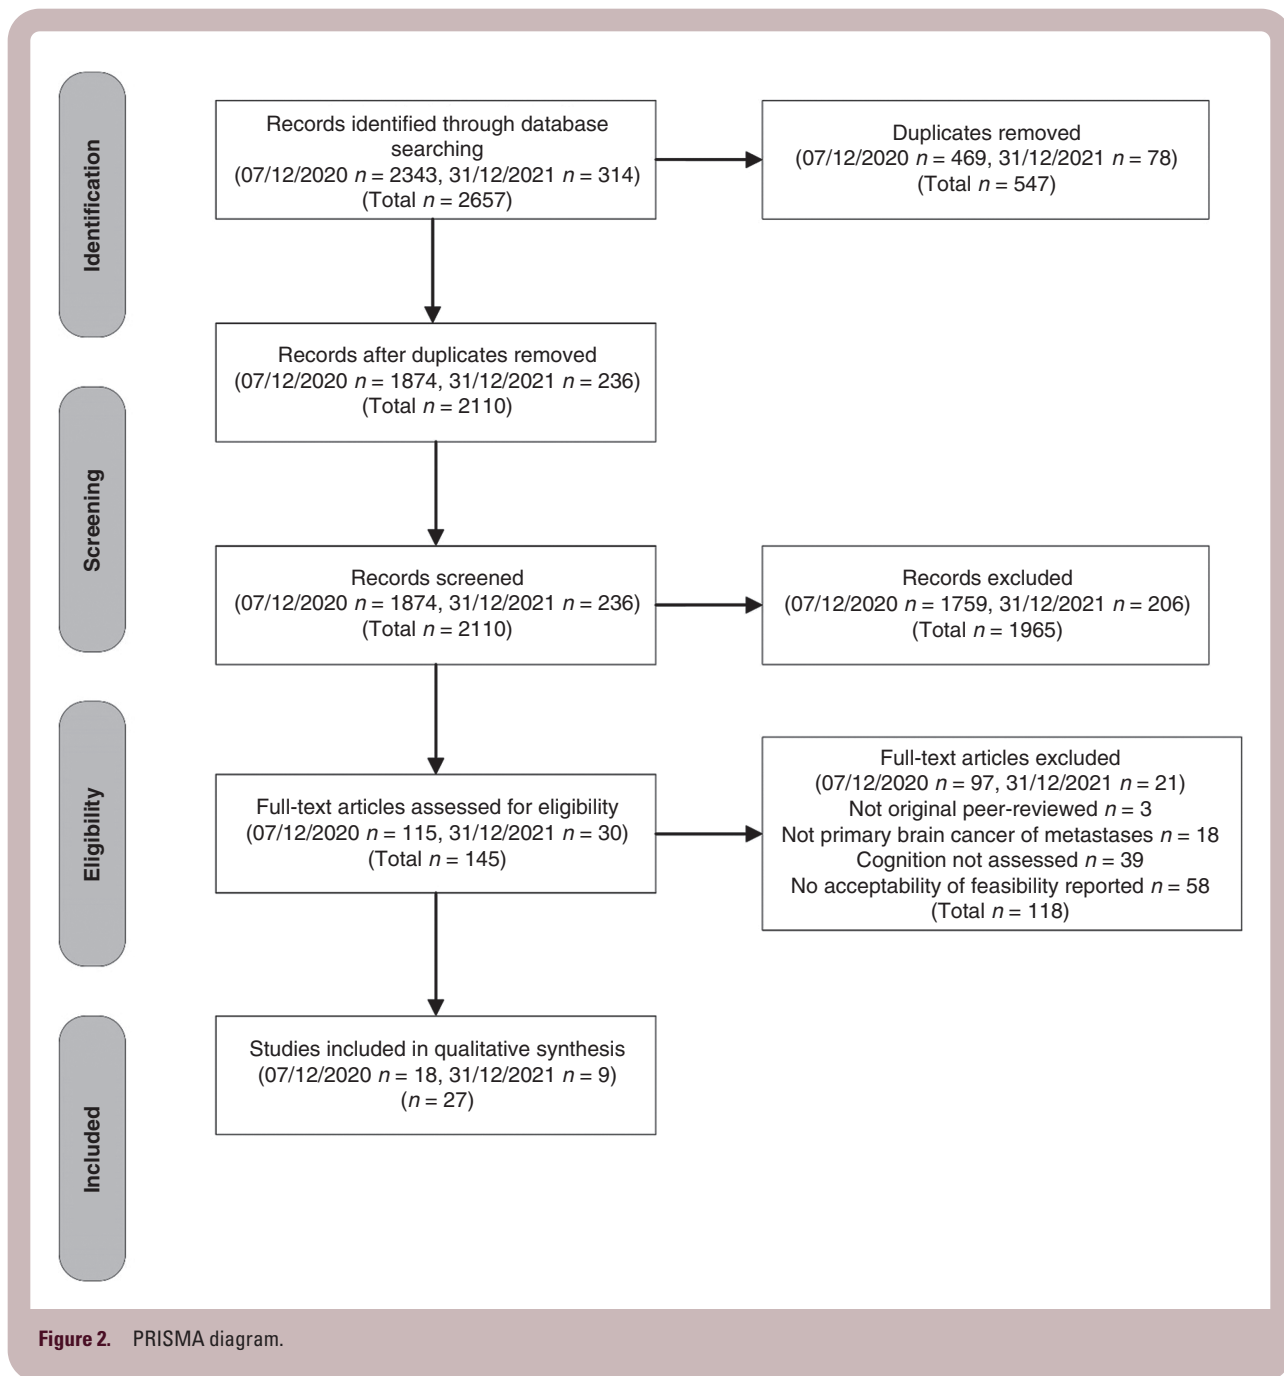 Identification
Records identified through database
searching
(07/12/2020 n = 2343, 31/12/2021 n = 314)
(Total n = 2657)
Duplicates removed
(07/12/2020 n = 469, 31/12/2021 n = 78)
(Total n = 547)
Records after duplicates removed
(07/12/2020 n = 1874, 31/12/2021 n = 236)
(Total n = 2110)
Screening
Records screened
(07/12/2020 n = 1874, 31/12/2021 n = 236)
(Total n = 2110)
Records excluded
(07/12/2020 n = 1759, 31/12/2021 n = 206)
(Total n = 1965)
Eligibility
Full-text articles assessed for eligibility
(07/12/2020 n = 115, 31/12/2021 n = 30)
(Total n = 145)
Full-text articles excluded
(07/12/2020 n = 97, 31/12/2021 n = 21)
Not original peer-reviewed n = 3
Not primary brain cancer of metastases n = 18
Cognition not assessed n = 39
No acceptability of feasibility reported n = 58
(Total n = 118)
Included
Studies included in qualitative synthesis
(07/12/2020 n = 18, 31/12/2021 n = 9)
(n = 27)
Figure 2. PRISMA diagram.